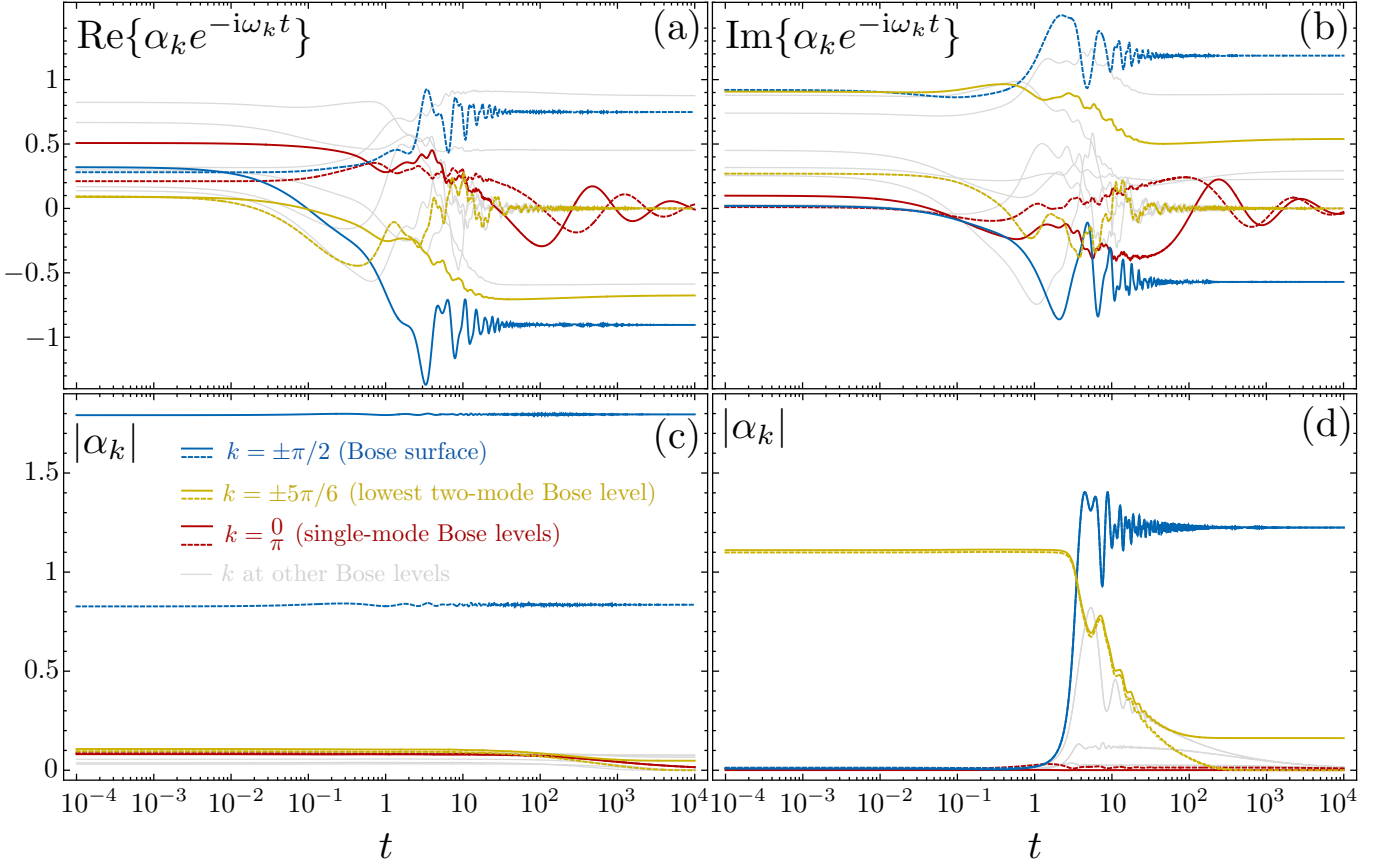 Re{α_k e^{−iω_k t}} (a)
Im{α_k e^{−iω_k t}} (b)
1
0.5
0
−0.5
−1
|α_k| (c)
|α_k| (d)
k = ±π/2 (Bose surface)
k = ±5π/6 (lowest two-mode Bose level)
k = 0/π (single-mode Bose levels)
k at other Bose levels
1.5
1
0.5
0
10^−4 10^−3 10^−2 10^−1 1 10 10^2 10^3 10^4
10^−4 10^−3 10^−2 10^−1 1 10 10^2 10^3 10^4
t t